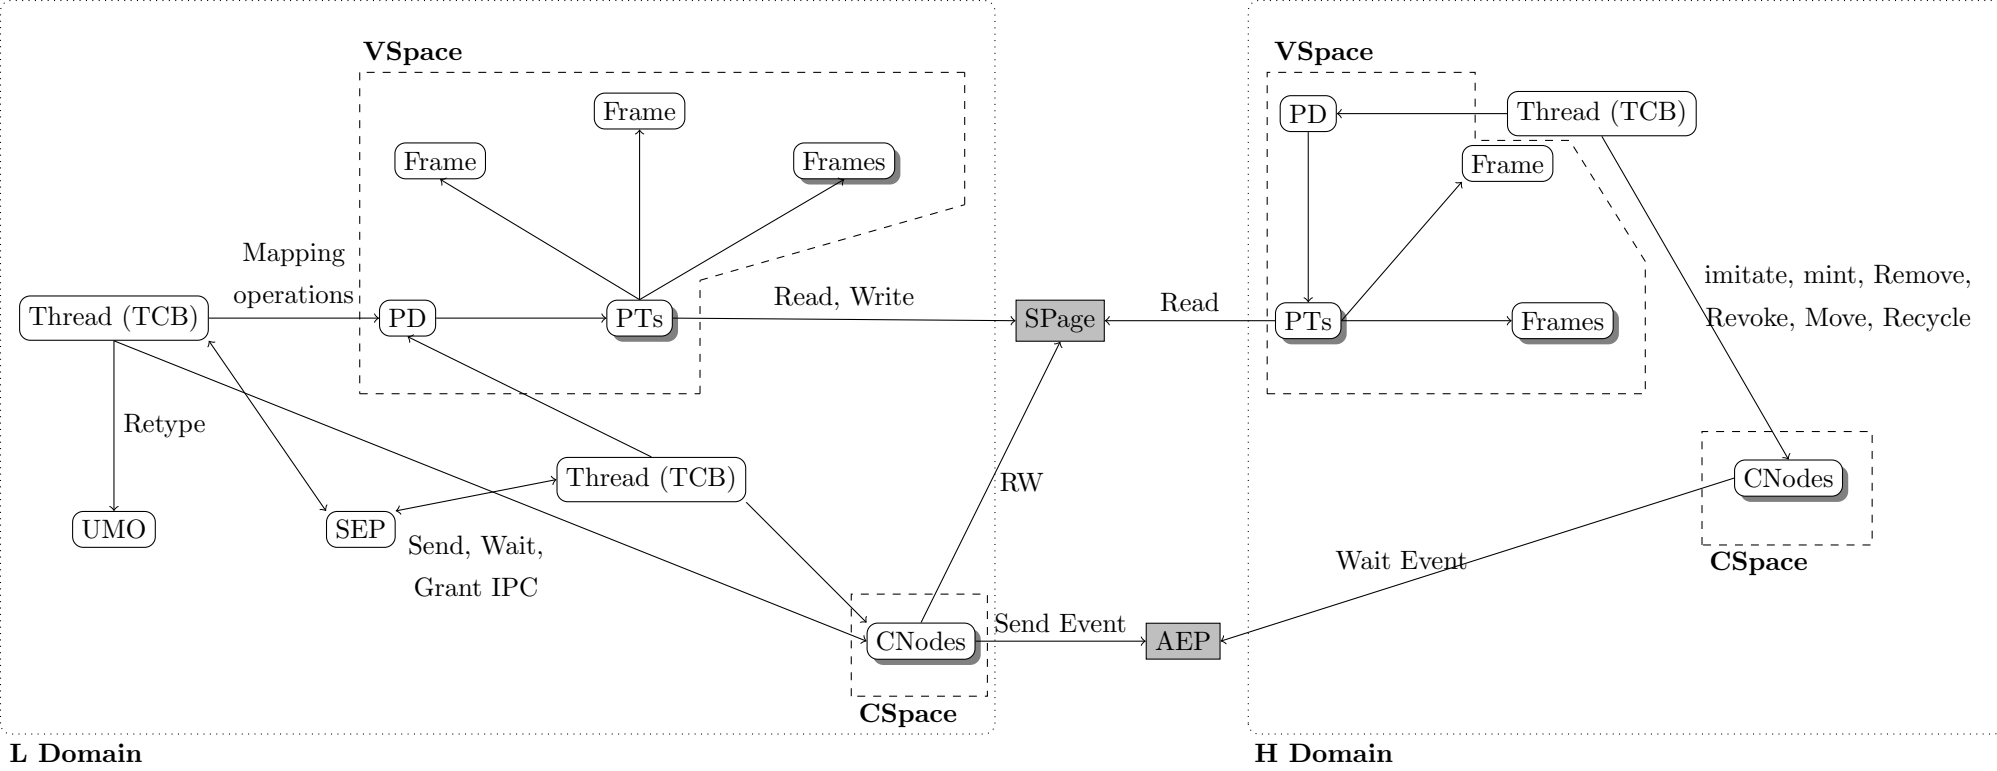 VSpace
VSpace
Frame
PD
Thread (TCB)
Frame
Frames
Frame
Mapping
operations
imitate, mint, Remove,
Revoke, Move, Recycle
Thread (TCB)
PD
PTs
Read, Write
SPage
Read
PTs
Frames
Retype
Thread (TCB)
RW
CNodes
UMO
SEP
Send, Wait,
Grant IPC
Wait Event
CSpace
CNodes
Send Event
AEP
CSpace
L Domain
H Domain